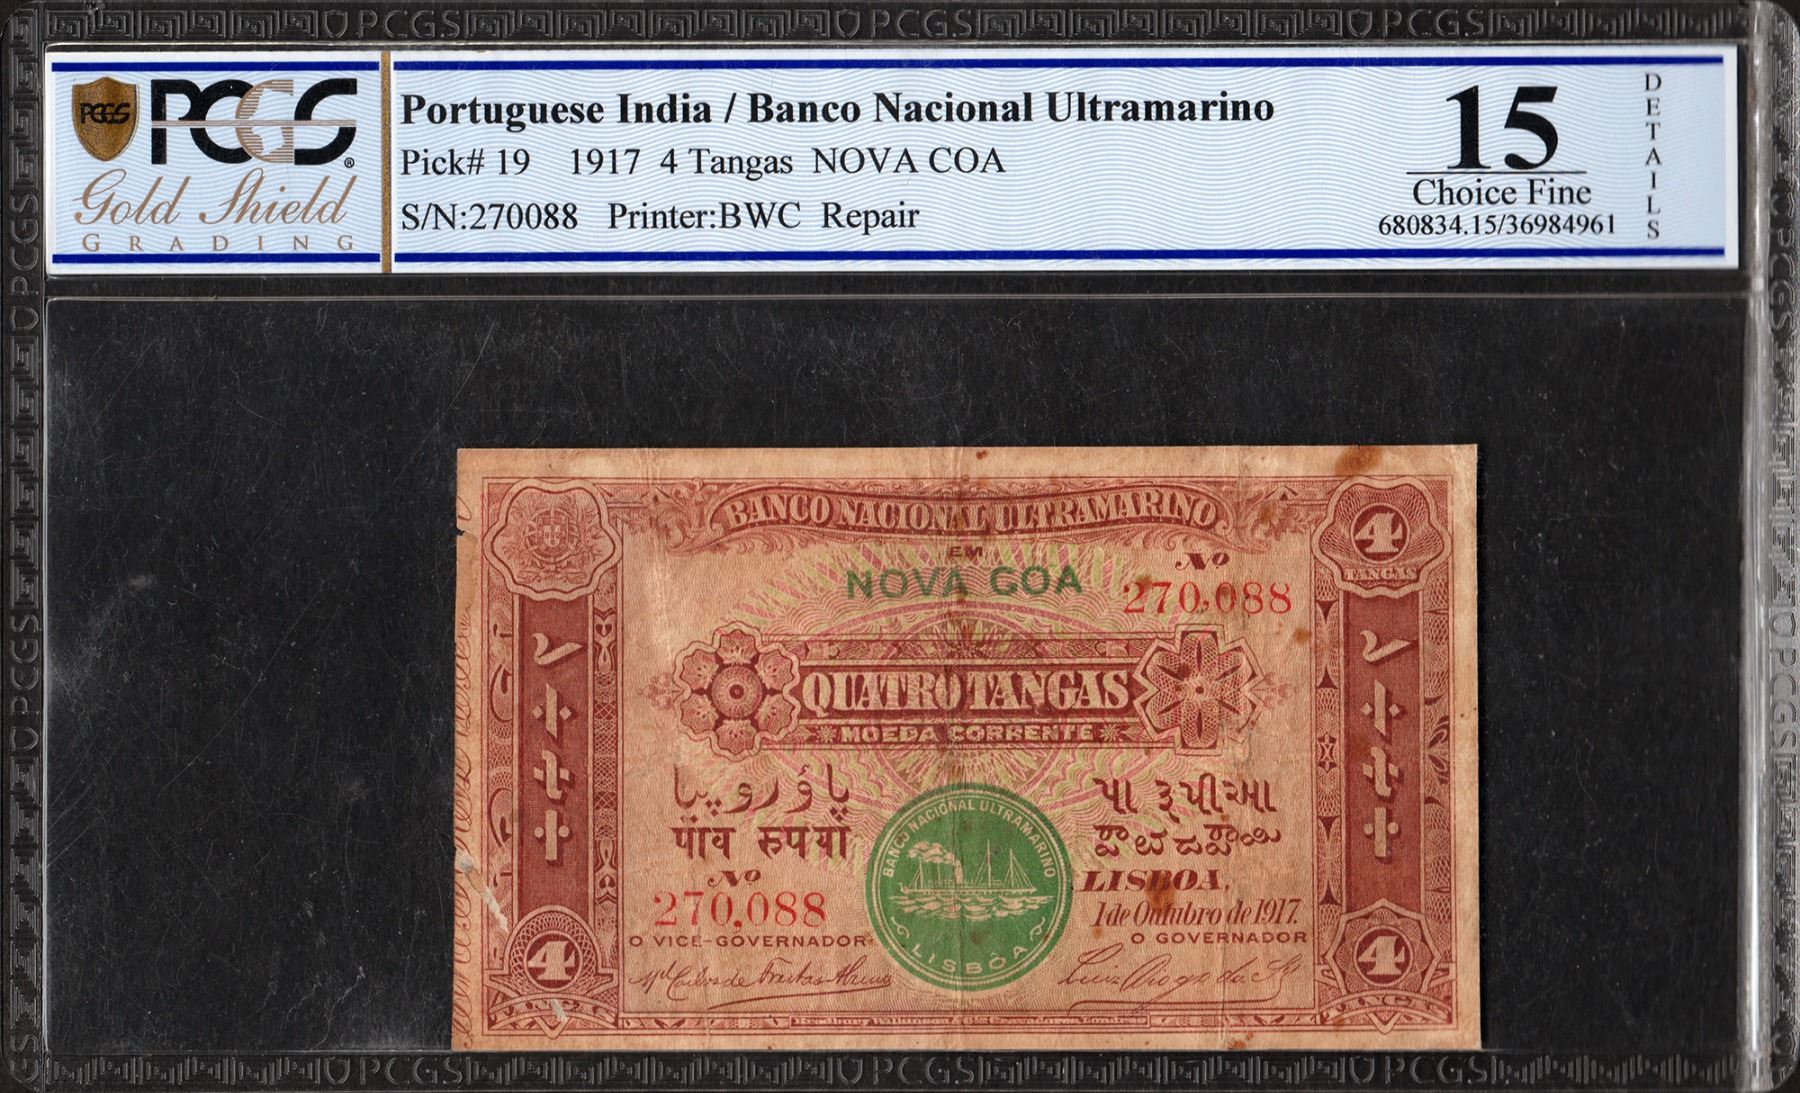 PCGS
PCGS
Gold Shield
GRADING
Portuguese India / Banco Nacional Ultramarino
Pick# 19 1917 4 Tangas NOVA COA
S/N:270088 Printer:BWC Repair
15
Choice Fine
680834.15/36984961
DETAILS
BANCO NACIONAL ULTRAMARINO
EM
NOVA GOA
No
270,088
4
TANGAS
QUATRO TANGAS
MOEDA CORRENTE
پاؤ روپیا
पाव रुपया
પા રૂપીઆ
No
270,088
O VICE-GOVERNADOR
BANCO NACIONAL ULTRAMARINO
LISBOA
LISBOA,
1 de Outubro de 1917.
O GOVERNADOR
4
TANGAS
4
TANGAS